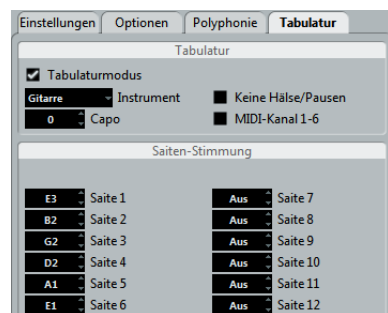 Einstellungen Optionen Polyphonie Tabulatur
Tabulatur
Tabulaturmodus
Gitarre Instrument Keine Hälse/Pausen
0 Capo MIDI-Kanal 1-6
Saiten-Stimmung
E3 Saite 1 Aus Saite 7
B2 Saite 2 Aus Saite 8
G2 Saite 3 Aus Saite 9
D2 Saite 4 Aus Saite 10
A1 Saite 5 Aus Saite 11
E1 Saite 6 Aus Saite 12